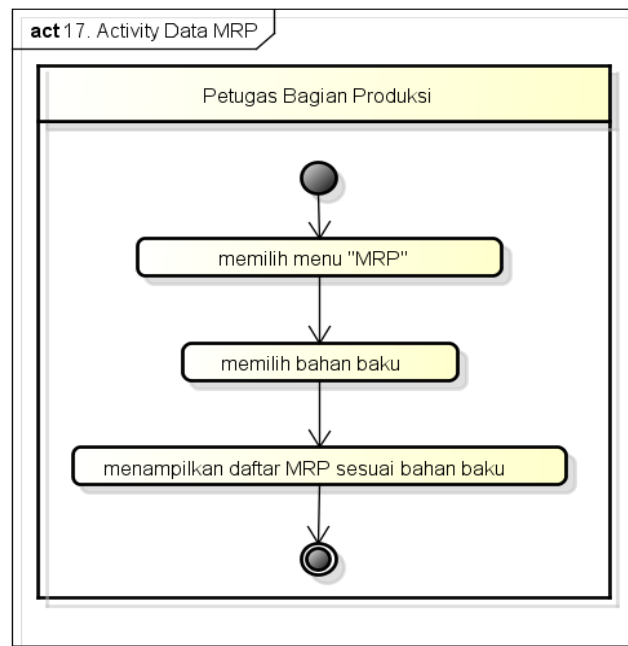 act 17. Activity Data MRP
Petugas Bagian Produksi
memilih menu "MRP"
memilih bahan baku
menampilkan daftar MRP sesuai bahan baku